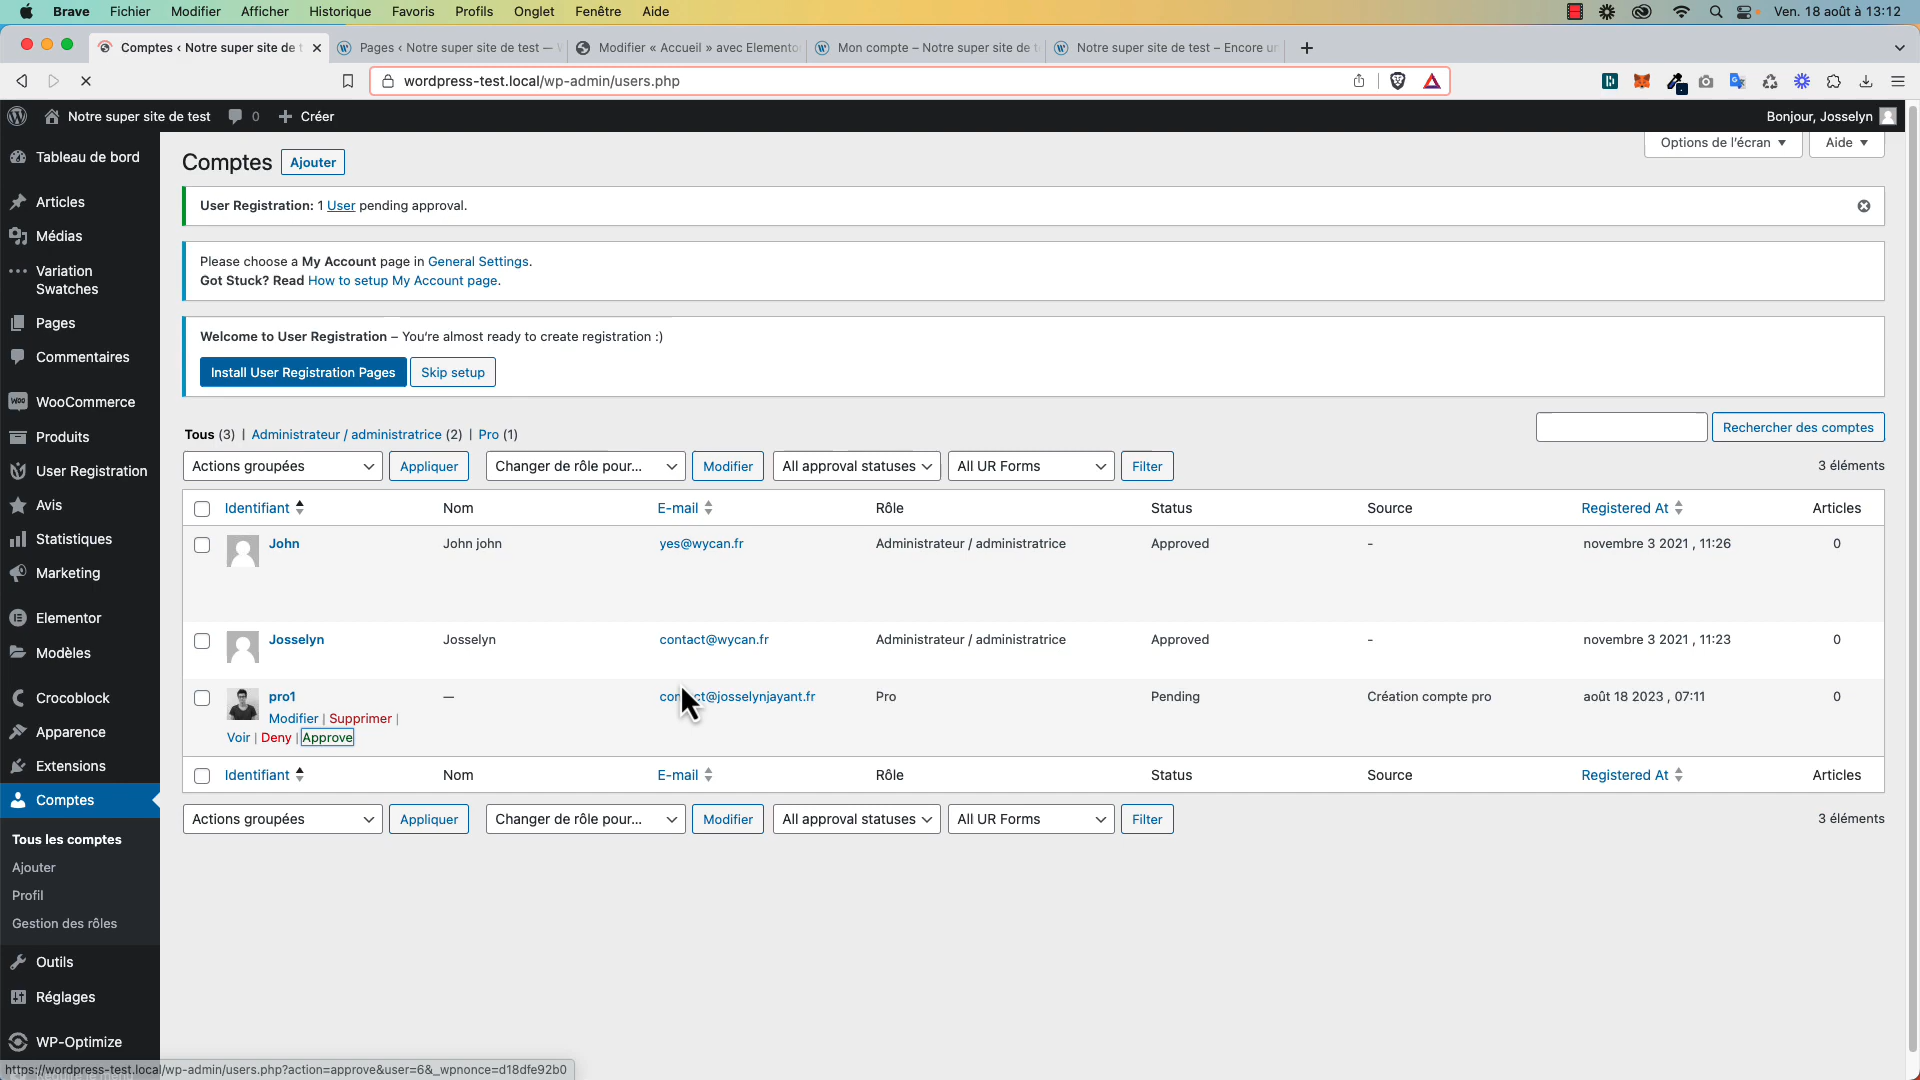 Brave Fichier Modifier Afficher Historique Favoris Profils Onglet Fenêtre Aide Ven. 18 août à 13:12
Comptes ‹ Notre super site de t
Pages ‹ Notre super site de test —
Modifier « Accueil » avec Elemento
Mon compte – Notre super site de t
Notre super site de test – Encore un
wordpress-test.local/wp-admin/users.php
Notre super site de test 0 Créer Bonjour, Josselyn
Tableau de bord
Articles
Médias
Variation
Swatches
Pages
Commentaires
WooCommerce
Produits
User Registration
Avis
Statistiques
Marketing
Elementor
Modèles
Crocoblock
Apparence
Extensions
Comptes
Tous les comptes
Ajouter
Profil
Gestion des rôles
Outils
Réglages
WP-Optimize
Options de l'écran Aide
Comptes Ajouter
User Registration: 1 User pending approval.
Please choose a My Account page in General Settings.
Got Stuck? Read How to setup My Account page.
Welcome to User Registration – You're almost ready to create registration :)
Install User Registration Pages Skip setup
Tous (3) | Administrateur / administratrice (2) | Pro (1)
Rechercher des comptes
Actions groupées Appliquer Changer de rôle pour... Modifier All approval statuses All UR Forms Filter 3 éléments
Identifiant Nom E-mail Rôle Status Source Registered At Articles
John John john yes@wycan.fr Administrateur / administratrice Approved - novembre 3 2021 , 11:26 0
Josselyn Josselyn contact@wycan.fr Administrateur / administratrice Approved - novembre 3 2021 , 11:23 0
pro1 — @josselynjayant.fr Pro Pending Création compte pro août 18 2023 , 07:11 0
Modifier | Supprimer |
Voir | Deny | Approve
Identifiant Nom E-mail Rôle Status Source Registered At Articles
Actions groupées Appliquer Changer de rôle pour... Modifier All approval statuses All UR Forms Filter 3 éléments
https://wordpress-test.local/wp-admin/users.php?action=approve&user=6&_wpnonce=d18dfe92b0